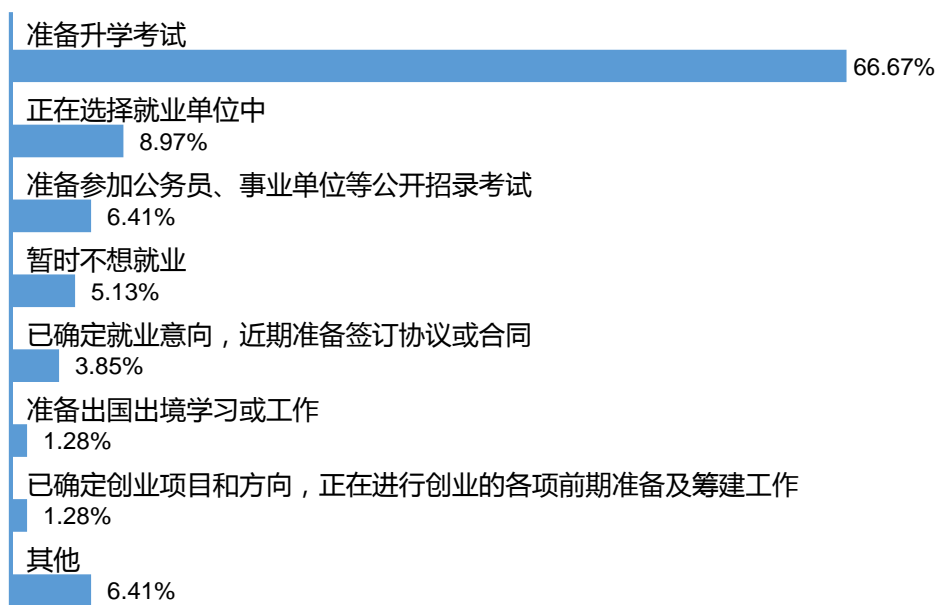 准备升学考试
66.67%
正在选择就业单位中
8.97%
准备参加公务员、事业单位等公开招录考试
6.41%
暂时不想就业
5.13%
已确定就业意向，近期准备签订协议或合同
3.85%
准备出国出境学习或工作
1.28%
已确定创业项目和方向，正在进行创业的各项前期准备及筹建工作
1.28%
其他
6.41%